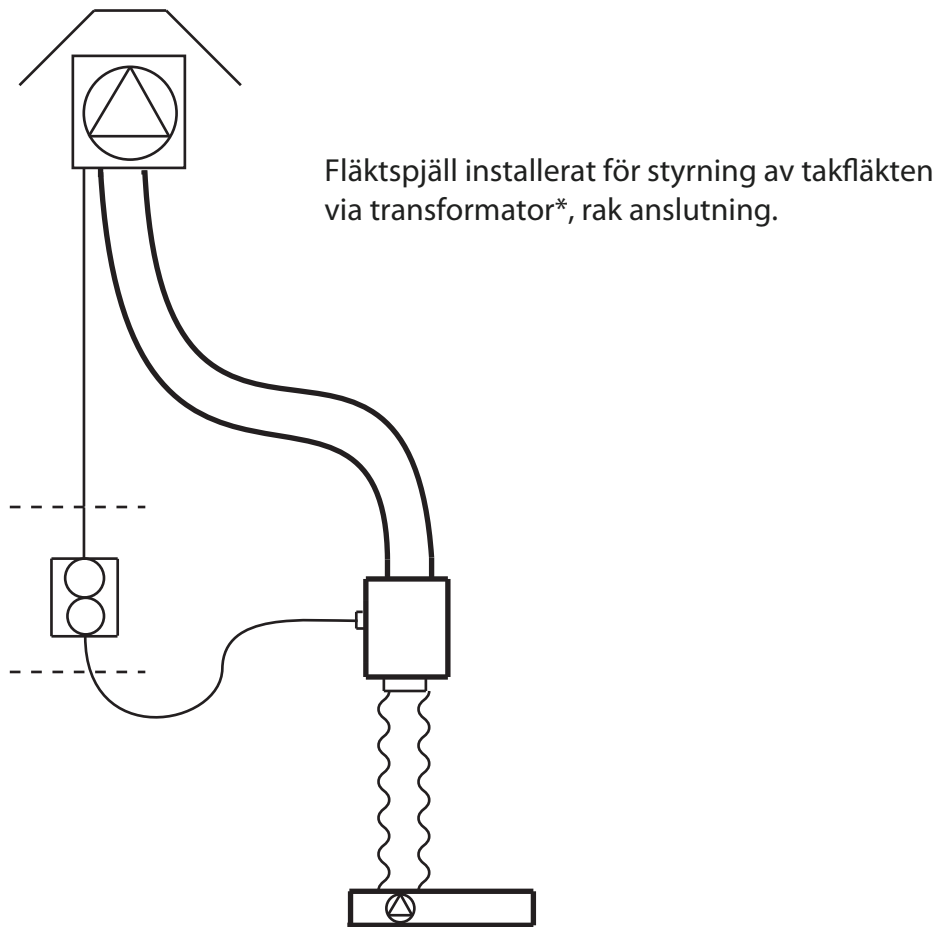 Fläktspjäll installerat för styrning av takfläkten
via transformator*, rak anslutning.